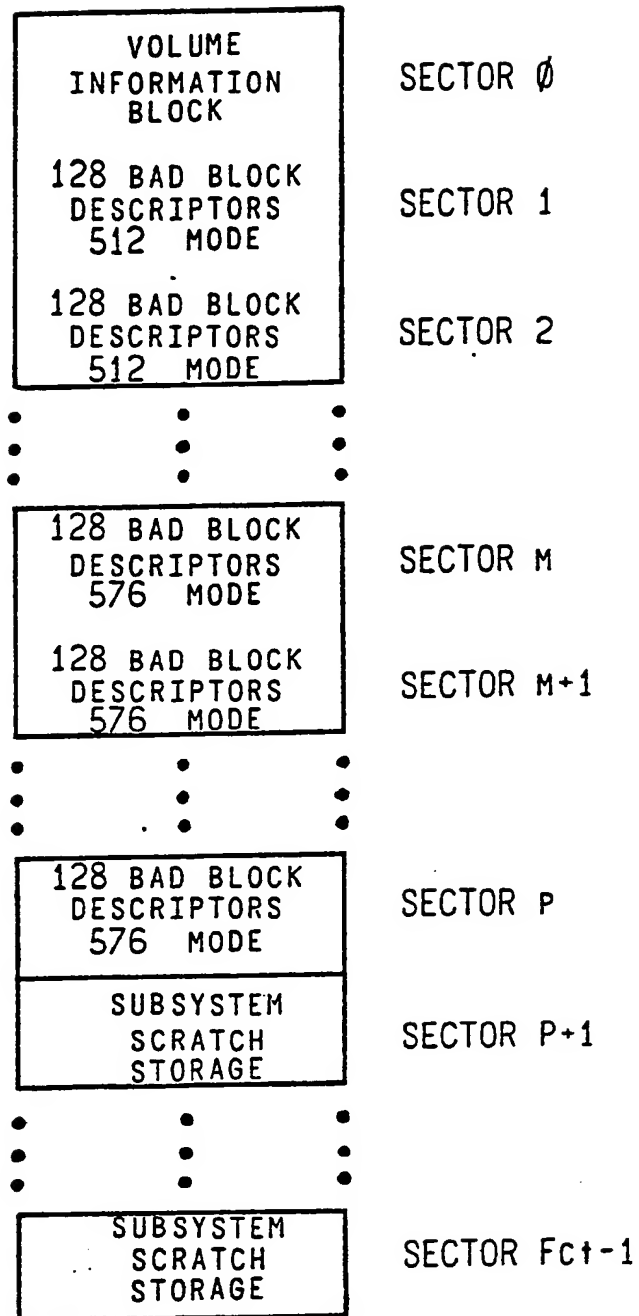 VOLUME
INFORMATION
BLOCK
SECTOR Ø
128 BAD BLOCK
DESCRIPTORS
512 MODE
SECTOR 1
128 BAD BLOCK
DESCRIPTORS
512 MODE
SECTOR 2
128 BAD BLOCK
DESCRIPTORS
576 MODE
SECTOR M
128 BAD BLOCK
DESCRIPTORS
576 MODE
SECTOR M+1
128 BAD BLOCK
DESCRIPTORS
576 MODE
SECTOR P
SUBSYSTEM
SCRATCH
STORAGE
SECTOR P+1
SUBSYSTEM
SCRATCH
STORAGE
SECTOR Fct-1